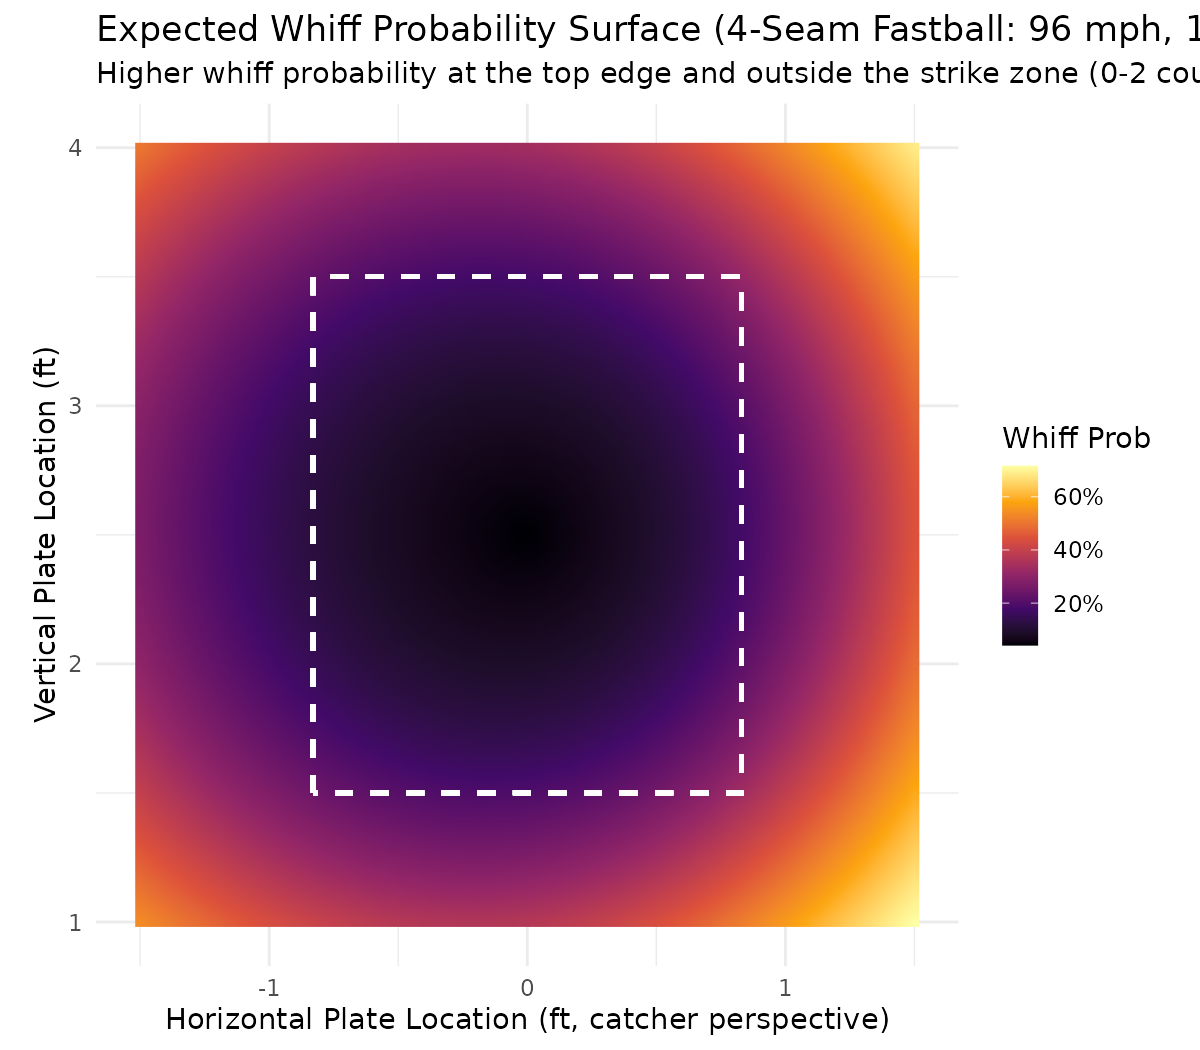 Expected Whiff Probability Surface (4-Seam Fastball: 96 mph, 1
Higher whiff probability at the top edge and outside the strike zone (0-2 cou
4
3
2
1
Vertical Plate Location (ft)
-1
0
1
Horizontal Plate Location (ft, catcher perspective)
Whiff Prob
60%
40%
20%